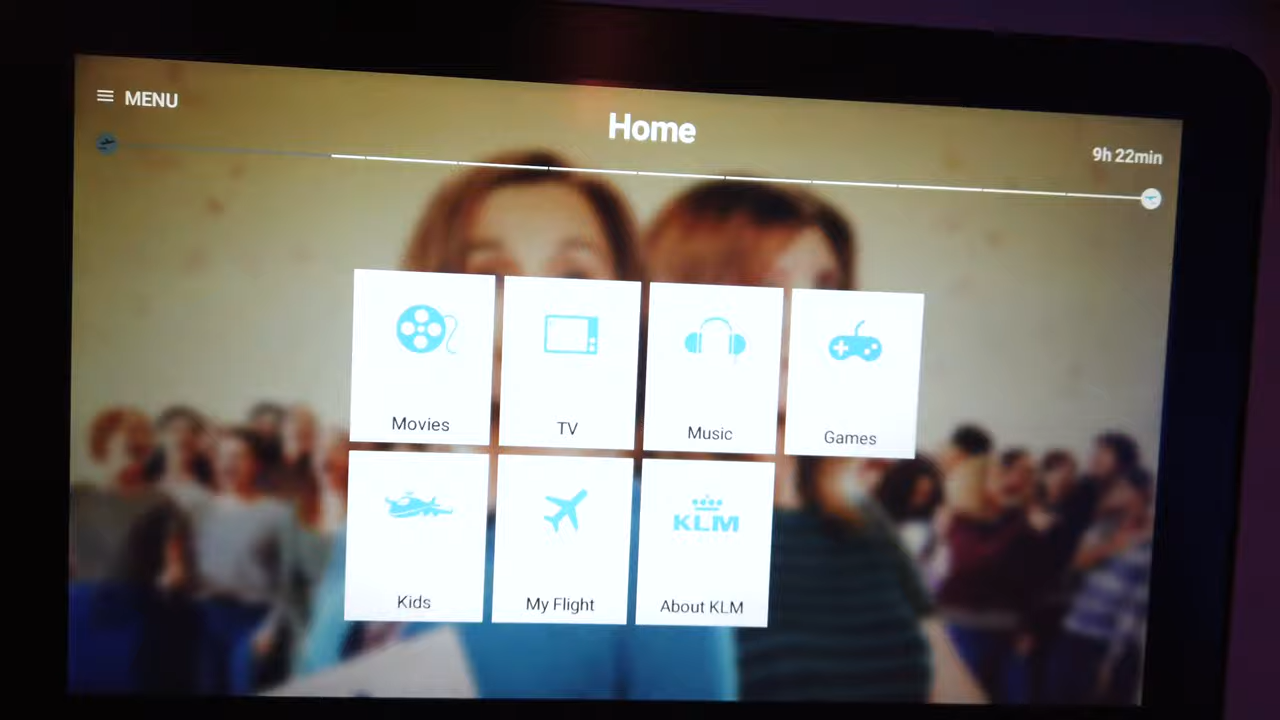 MENU
Home
9h 22min
Movies
TV
Music
Games
KLM
Kids
My Flight
About KLM